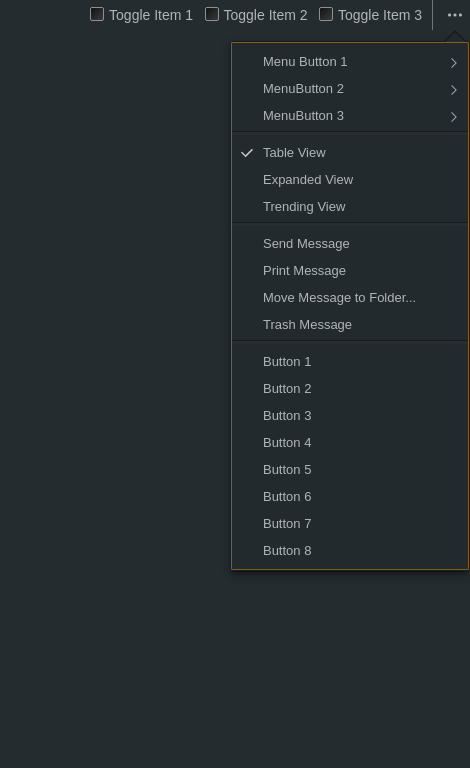 Toggle Item 1 Toggle Item 2 Toggle Item 3
Menu Button 1
MenuButton 2
MenuButton 3
Table View
Expanded View
Trending View
Send Message
Print Message
Move Message to Folder...
Trash Message
Button 1
Button 2
Button 3
Button 4
Button 5
Button 6
Button 7
Button 8